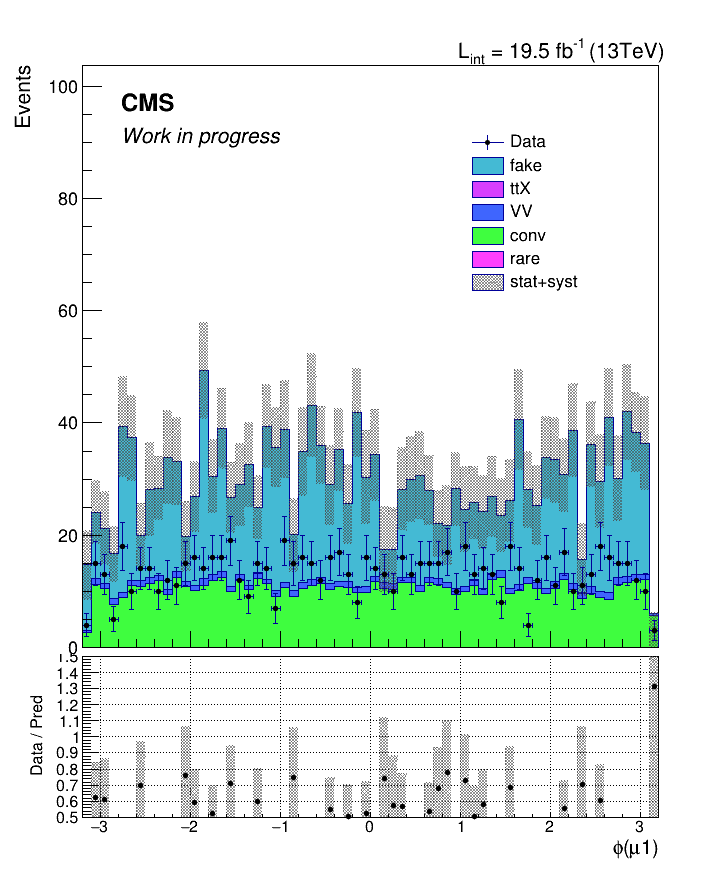 L_int = 19.5 fb^-1 (13TeV)
Events
100
CMS
Work in progress
Data
fake
80
ttX
VV
conv
rare
stat+syst
60
40
20
0
1.5
1.4
1.3
1.2
1.1
1
0.9
0.8
0.7
0.6
0.5
Data / Pred
−3 −2 −1 0 1 2 3
ϕ(μ1)